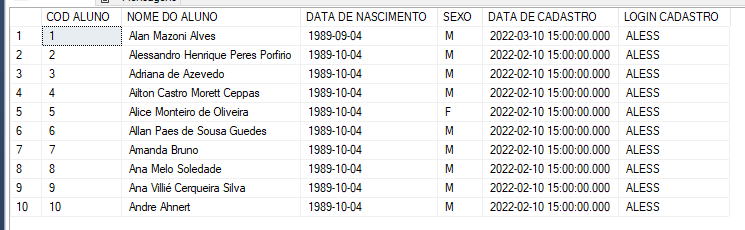 COD ALUNO NOME DO ALUNO DATA DE NASCIMENTO SEXO DATA DE CADASTRO LOGIN CADASTRO
1 1 Alan Mazoni Alves 1989-09-04 M 2022-03-10 15:00:00.000 ALESS
2 2 Alessandro Henrique Peres Porfirio 1989-10-04 M 2022-02-10 15:00:00.000 ALESS
3 3 Adriana de Azevedo 1989-10-04 M 2022-02-10 15:00:00.000 ALESS
4 4 Ailton Castro Morett Ceppas 1989-10-04 M 2022-02-10 15:00:00.000 ALESS
5 5 Alice Monteiro de Oliveira 1989-10-04 F 2022-02-10 15:00:00.000 ALESS
6 6 Allan Paes de Sousa Guedes 1989-10-04 M 2022-02-10 15:00:00.000 ALESS
7 7 Amanda Bruno 1989-10-04 M 2022-02-10 15:00:00.000 ALESS
8 8 Ana Melo Soledade 1989-10-04 M 2022-02-10 15:00:00.000 ALESS
9 9 Ana Villié Cerqueira Silva 1989-10-04 M 2022-02-10 15:00:00.000 ALESS
10 10 Andre Ahnert 1989-10-04 M 2022-02-10 15:00:00.000 ALESS